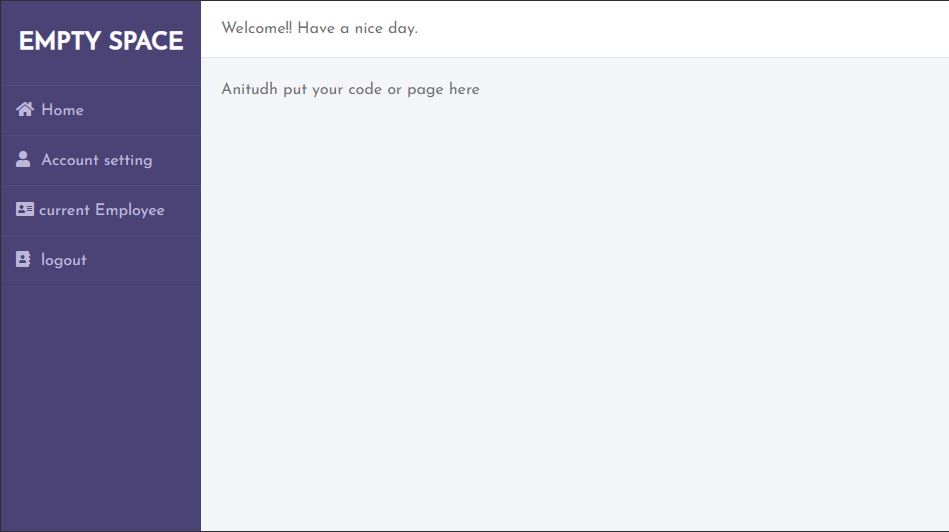 EMPTY SPACE
Home
Account setting
current Employee
logout
Welcome!! Have a nice day.
Anitudh put your code or page here